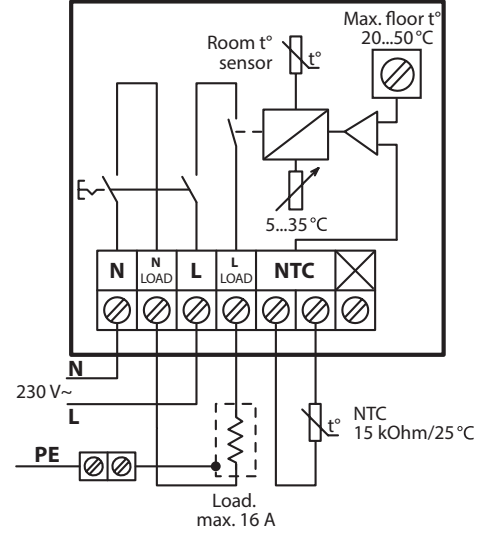 Max. floor t°
20...50 °C
Room t°
sensor
t°
5...35 °C
N
N
LOAD
L
L
LOAD
NTC
N
230 V~
L
PE
t°
NTC
15 kOhm/25 °C
Load.
max. 16 A